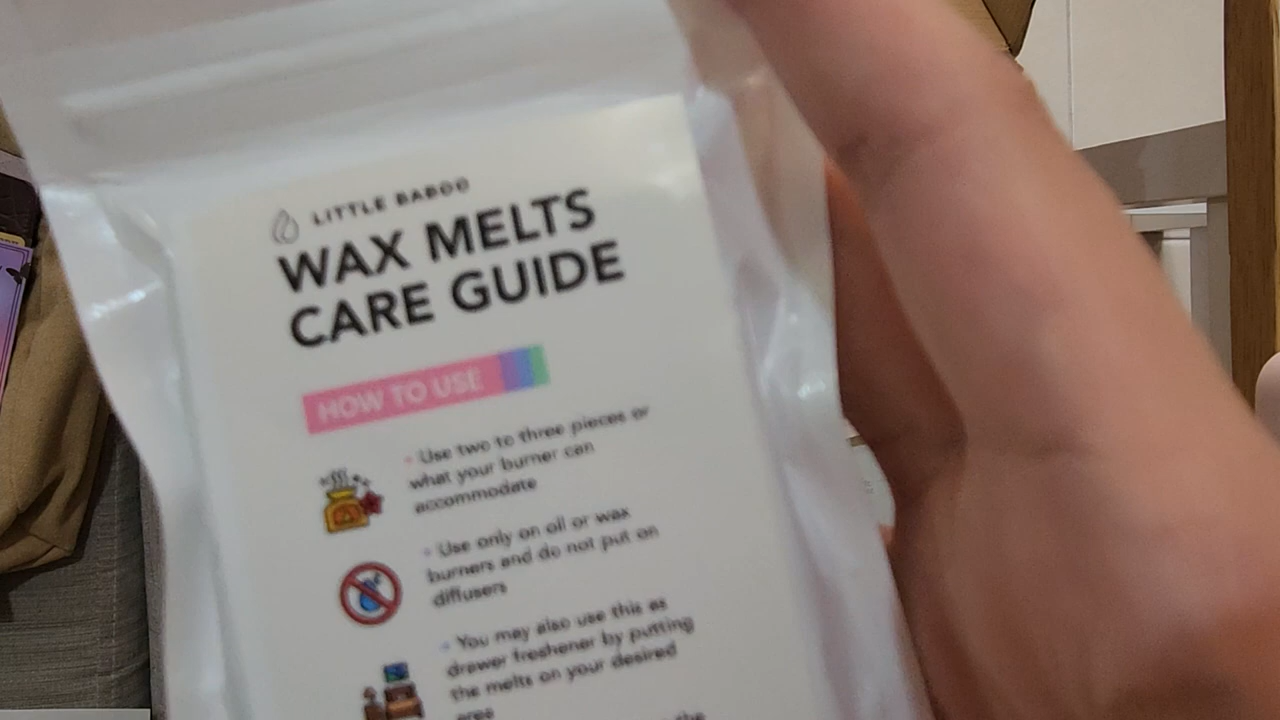 LITTLE BABOO
WAX MELTS
CARE GUIDE
HOW TO USE
• Use two to three pieces or
what your burner can
accommodate
• Use only on oil or wax
burners and do not put on
diffusers
• You may also use this as
drawer freshener by putting
the melts on your desired
area
the